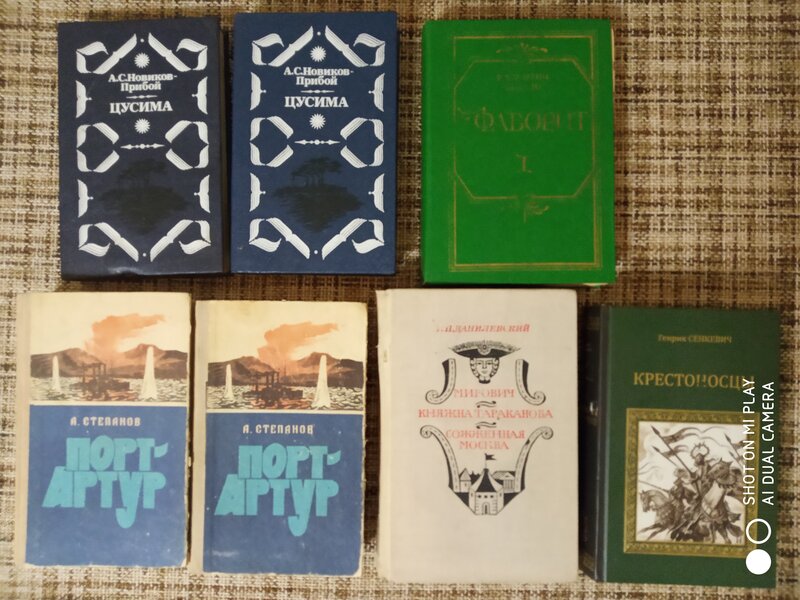 А.С.Новиков-
Прибой
ЦУСИМА
А.С.Новиков-
Прибой
ЦУСИМА
ФАВОРИТ
А. СТЕПАНОВ
ПОРТ-
АРТУР
А. СТЕПАНОВ
ПОРТ-
АРТУР
Г.П.ДАНИЛЕВСКИЙ
МИРОВИЧ
КНЯЖНА ТАРАКАНОВА
СОЖЖЕННАЯ
МОСКВА
Генрик СЕНКЕВИЧ
КРЕСТОНОСЦЫ
SHOT ON MI PLAY
AI DUAL CAMERA